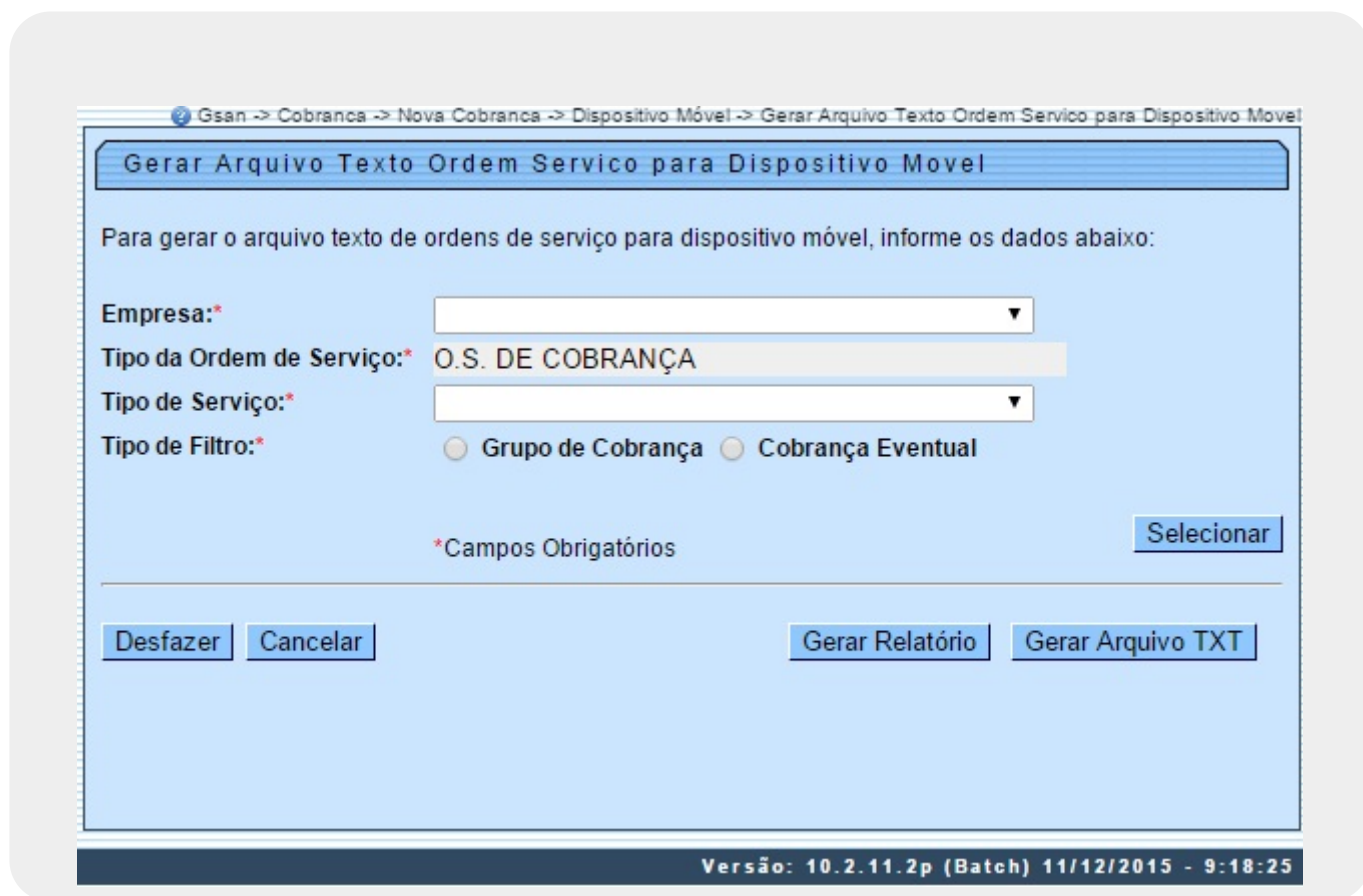 Gsan -> Cobranca -> Nova Cobranca -> Dispositivo Móvel -> Gerar Arquivo Texto Ordem Servico para Dispositivo Movel
Gerar Arquivo Texto Ordem Servico para Dispositivo Movel
Para gerar o arquivo texto de ordens de serviço para dispositivo móvel, informe os dados abaixo:
Empresa:*
Tipo da Ordem de Serviço:* O.S. DE COBRANÇA
Tipo de Serviço:*
Tipo de Filtro:* Grupo de Cobrança Cobrança Eventual
*Campos Obrigatórios Selecionar
Desfazer Cancelar Gerar Relatório Gerar Arquivo TXT
Versão: 10.2.11.2p (Batch) 11/12/2015 - 9:18:25